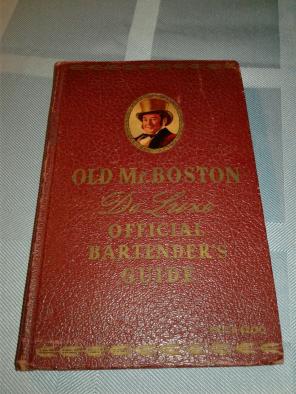 OLD Mr. BOSTON
De Luxe
OFFICIAL
BARTENDER'S
GUIDE